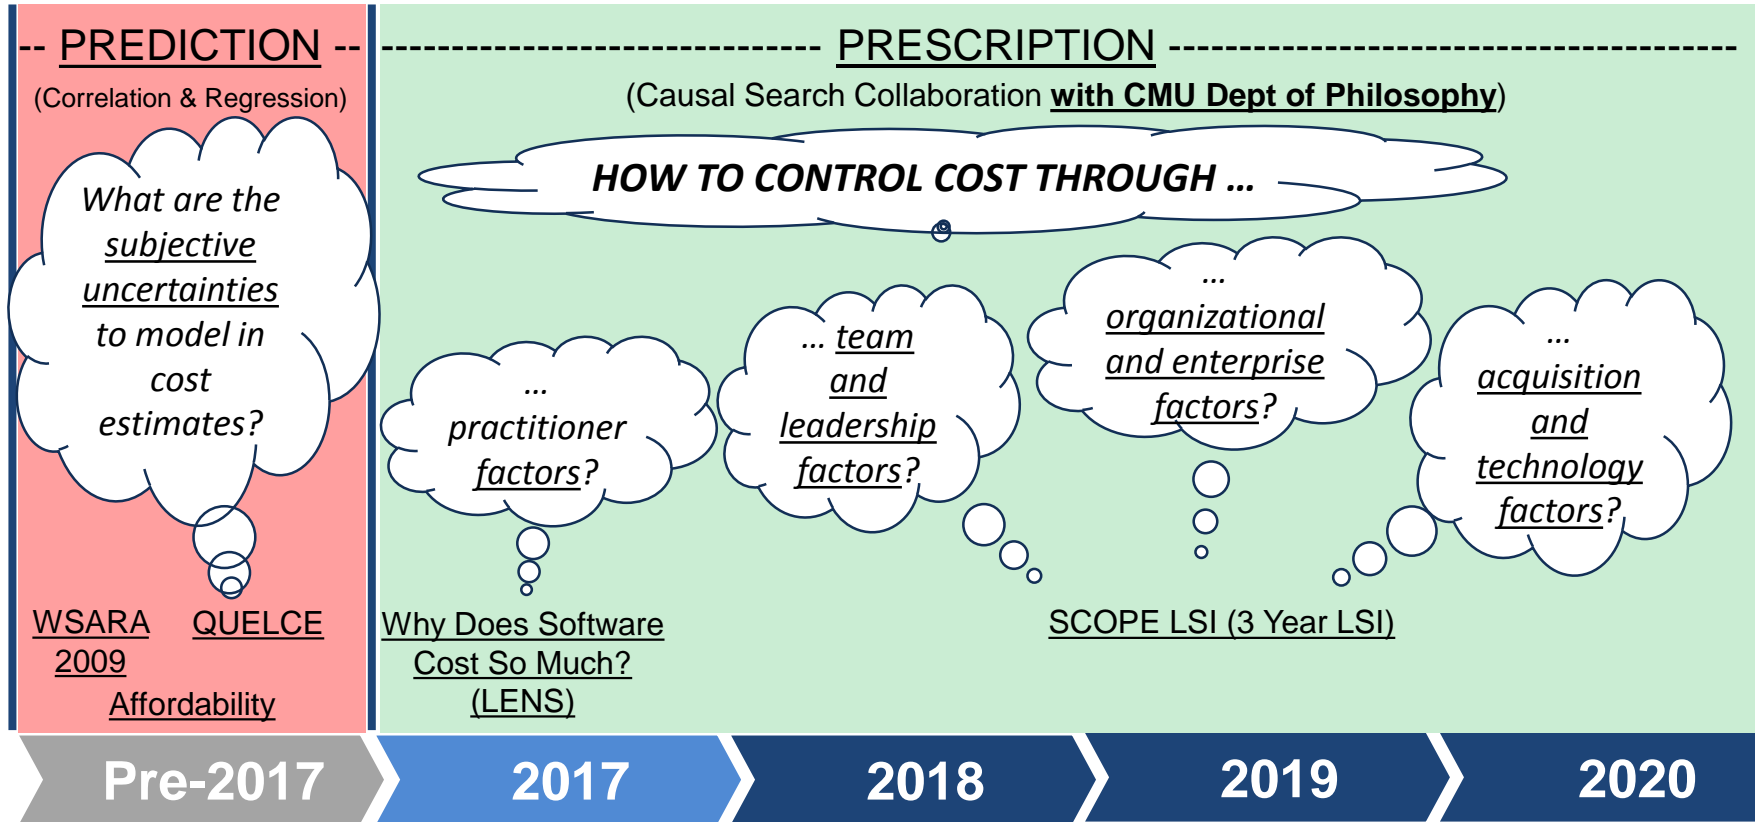 -- PREDICTION --
(Correlation & Regression)
What are the
subjective
uncertainties
to model in
cost
estimates?
WSARA
2009
QUELCE
Affordability
------------------------------- PRESCRIPTION ----------------------------------------
(Causal Search Collaboration with CMU Dept of Philosophy)
HOW TO CONTROL COST THROUGH …
…
practitioner
factors?
… team
and
leadership
factors?
…
organizational
and enterprise
factors?
…
acquisition
and
technology
factors?
Why Does Software
Cost So Much?
(LENS)
SCOPE LSI (3 Year LSI)
Pre-2017
2017
2018
2019
2020